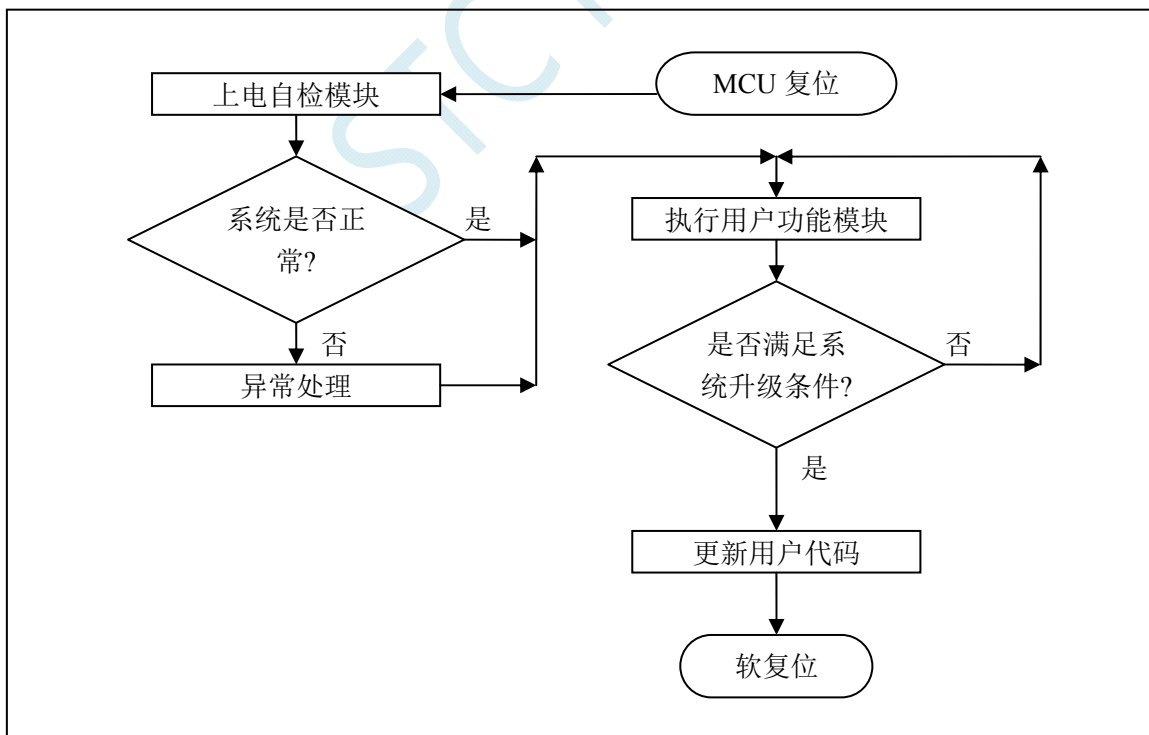 STC
MCU 复位
上电自检模块
系统是否正
常?
是
否
异常处理
执行用户功能模块
是否满足系
统升级条件?
否
是
更新用户代码
软复位